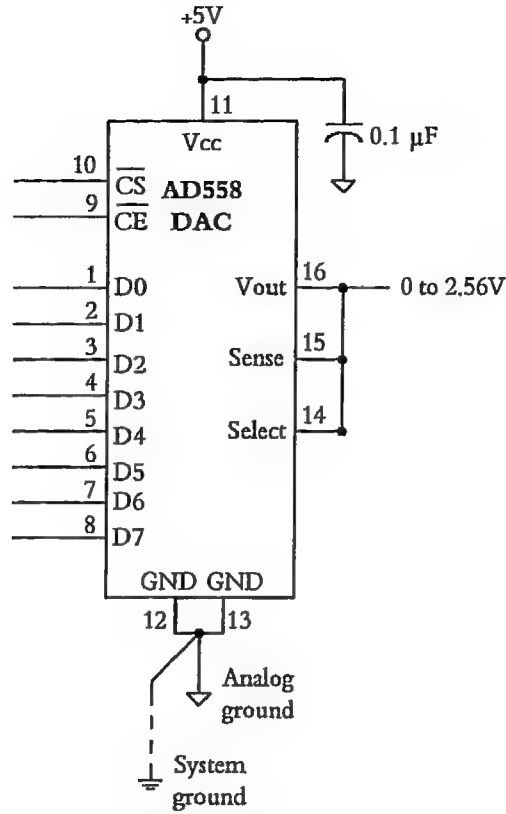 +5V
11
Vcc
0.1 µF
10
CS AD558
9
CE DAC
1
D0
Vout
16
0 to 2.56V
2
D1
3
D2
Sense
15
4
D3
5
D4
Select
14
6
D5
7
D6
8
D7
GND GND
12
13
Analog
ground
System
ground